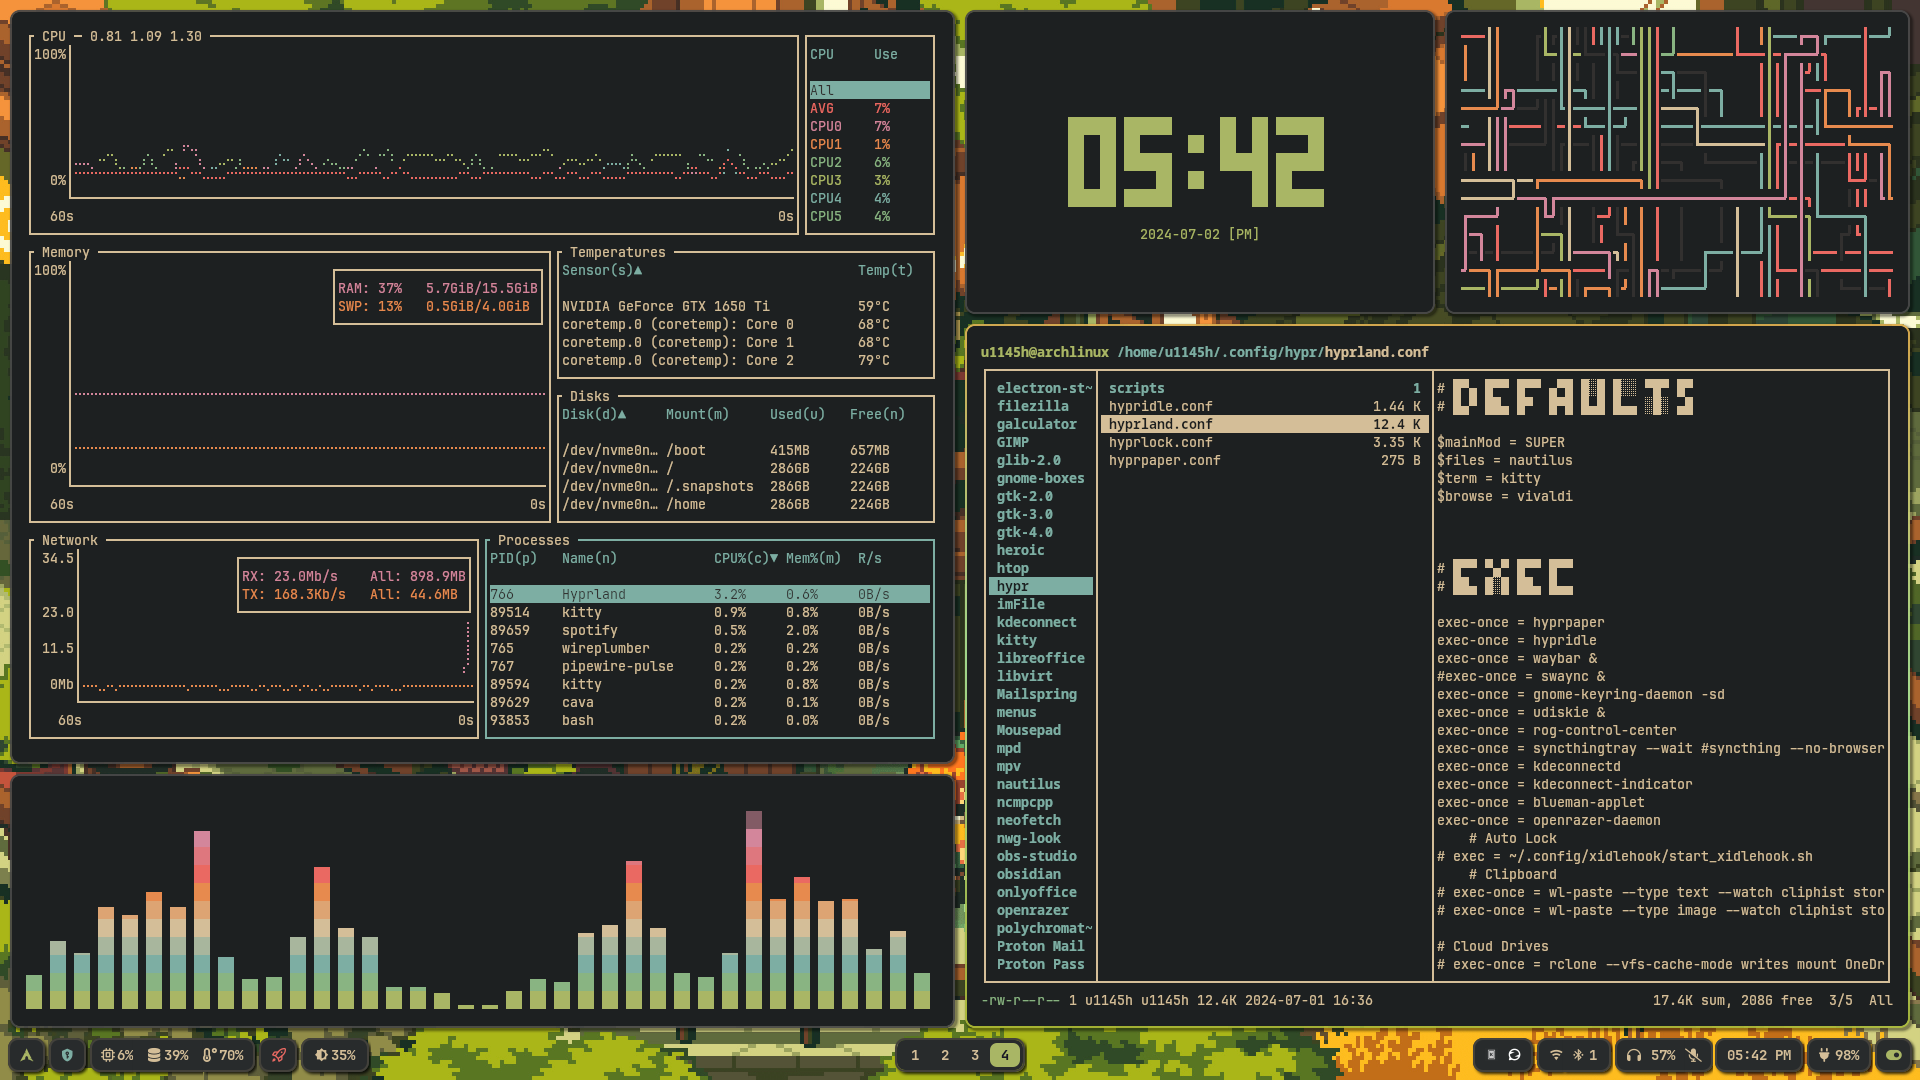 CPU — 0.81 1.09 1.30
100%
0%
60s 0s
CPU Use
All
AVG 7%
CPU0 7%
CPU1 1%
CPU2 6%
CPU3 3%
CPU4 4%
CPU5 4%
Memory
100%
RAM: 37% 5.7GiB/15.5GiB
SWP: 13% 0.5GiB/4.0GiB
0%
60s 0s
Temperatures
Sensor(s)▲ Temp(t)
NVIDIA GeForce GTX 1650 Ti 59°C
coretemp.0 (coretemp): Core 0 68°C
coretemp.0 (coretemp): Core 1 68°C
coretemp.0 (coretemp): Core 2 79°C
Disks
Disk(d)▲ Mount(m) Used(u) Free(n)
/dev/nvme0n… /boot 415MB 657MB
/dev/nvme0n… / 286GB 224GB
/dev/nvme0n… /.snapshots 286GB 224GB
/dev/nvme0n… /home 286GB 224GB
Network
34.5
RX: 23.0Mb/s All: 898.9MB
TX: 168.3Kb/s All: 44.6MB
23.0
11.5
0Mb
60s 0s
Processes
PID(p) Name(n) CPU%(c)▼ Mem%(m) R/s
766 Hyprland 3.2% 0.6% 0B/s
89514 kitty 0.9% 0.8% 0B/s
89659 spotify 0.5% 2.0% 0B/s
765 wireplumber 0.2% 0.2% 0B/s
767 pipewire-pulse 0.2% 0.2% 0B/s
89594 kitty 0.2% 0.8% 0B/s
89629 cava 0.2% 0.1% 0B/s
93853 bash 0.2% 0.0% 0B/s
05:42
2024-07-02 [PM]
u1145h@archlinux /home/u1145h/.config/hypr/hyprland.conf
electron-st~
filezilla
galculator
GIMP
glib-2.0
gnome-boxes
gtk-2.0
gtk-3.0
gtk-4.0
heroic
htop
hypr
imFile
kdeconnect
kitty
libreoffice
libvirt
Mailspring
menus
Mousepad
mpd
mpv
nautilus
ncmpcpp
neofetch
nwg-look
obs-studio
obsidian
onlyoffice
openrazer
polychromat~
Proton Mail
Proton Pass
scripts 1
hypridle.conf 1.44 K
hyprland.conf 12.4 K
hyprlock.conf 3.35 K
hyprpaper.conf 275 B
# DEFAULTS
#
$mainMod = SUPER
$files = nautilus
$term = kitty
$browse = vivaldi
# EXEC
#
exec-once = hyprpaper
exec-once = hypridle
exec-once = waybar &
#exec-once = swaync &
exec-once = gnome-keyring-daemon -sd
exec-once = udiskie &
exec-once = rog-control-center
exec-once = syncthingtray --wait #syncthing --no-browser
exec-once = kdeconnectd
exec-once = kdeconnect-indicator
exec-once = blueman-applet
exec-once = openrazer-daemon
# Auto Lock
# exec = ~/.config/xidlehook/start_xidlehook.sh
# Clipboard
# exec-once = wl-paste --type text --watch cliphist stor
# exec-once = wl-paste --type image --watch cliphist sto
# Cloud Drives
# exec-once = rclone --vfs-cache-mode writes mount OneDr
-rw-r--r-- 1 u1145h u1145h 12.4K 2024-07-01 16:36 17.4K sum, 208G free 3/5 All
6% 39% 70% 35% 1 2 3 4 1 57% 05:42 PM 98%